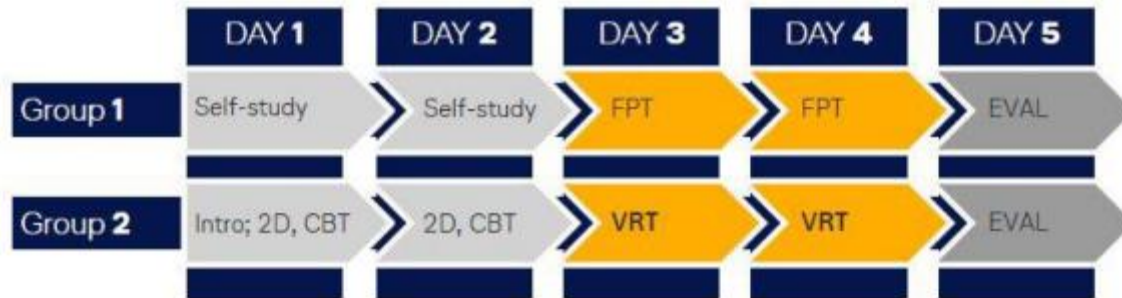 DAY 1 DAY 2 DAY 3 DAY 4 DAY 5
Group 1 Self-study Self-study FPT FPT EVAL
Group 2 Intro; 2D, CBT 2D, CBT VRT VRT EVAL